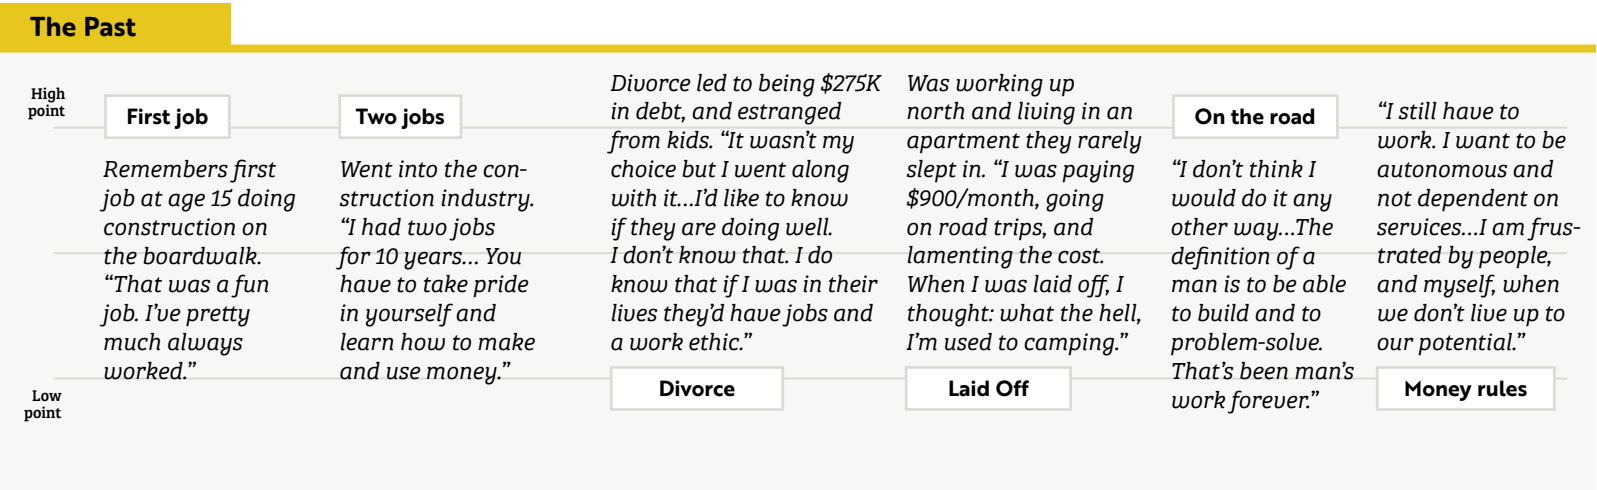 The Past
High
point
First job
Remembers first
job at age 15 doing
construction on
the boardwalk.
“That was a fun
job. I’ve pretty
much always
worked.”
Two jobs
Went into the con-
struction industry.
“I had two jobs
for 10 years... You
have to take pride
in yourself and
learn how to make
and use money.”
Divorce led to being $275K
in debt, and estranged
from kids. “It wasn’t my
choice but I went along
with it...I’d like to know
if they are doing well.
I don’t know that. I do
know that if I was in their
lives they’d have jobs and
a work ethic.”
Divorce
Was working up
north and living in an
apartment they rarely
slept in. “I was paying
$900/month, going
on road trips, and
lamenting the cost.
When I was laid off, I
thought: what the hell,
I’m used to camping.”
Laid Off
On the road
“I don’t think I
would do it any
other way...The
definition of a
man is to be able
to build and to
problem-solve.
That’s been man’s
work forever.”
“I still have to
work. I want to be
autonomous and
not dependent on
services...I am frus-
trated by people,
and myself, when
we don’t live up to
our potential.”
Money rules
Low
point